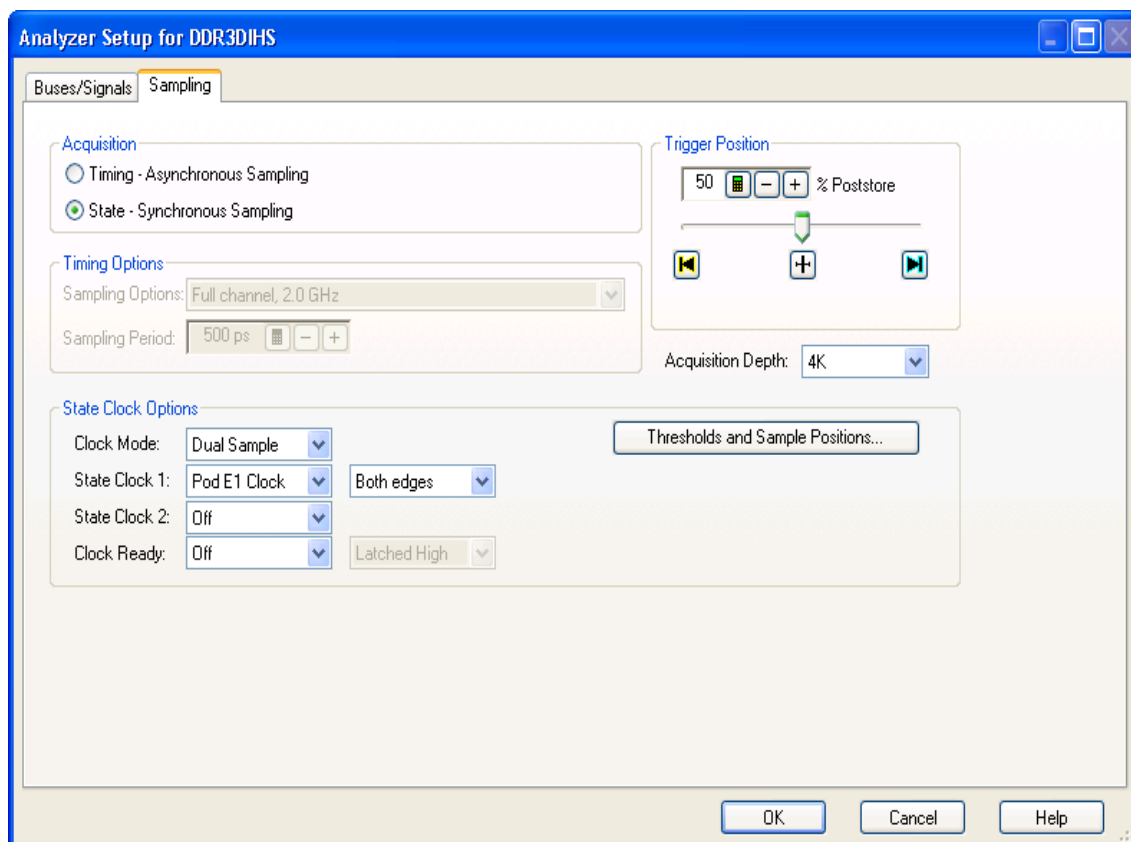 Analyzer Setup for DDR3DIHS
Buses/Signals Sampling
Acquisition
Timing - Asynchronous Sampling
State - Synchronous Sampling
Trigger Position
50 % Poststore
Timing Options
Sampling Options: Full channel, 2.0 GHz
Sampling Period: 500 ps
Acquisition Depth: 4K
State Clock Options
Clock Mode: Dual Sample
Thresholds and Sample Positions...
State Clock 1: Pod E1 Clock Both edges
State Clock 2: Off
Clock Ready: Off Latched High
OK Cancel Help